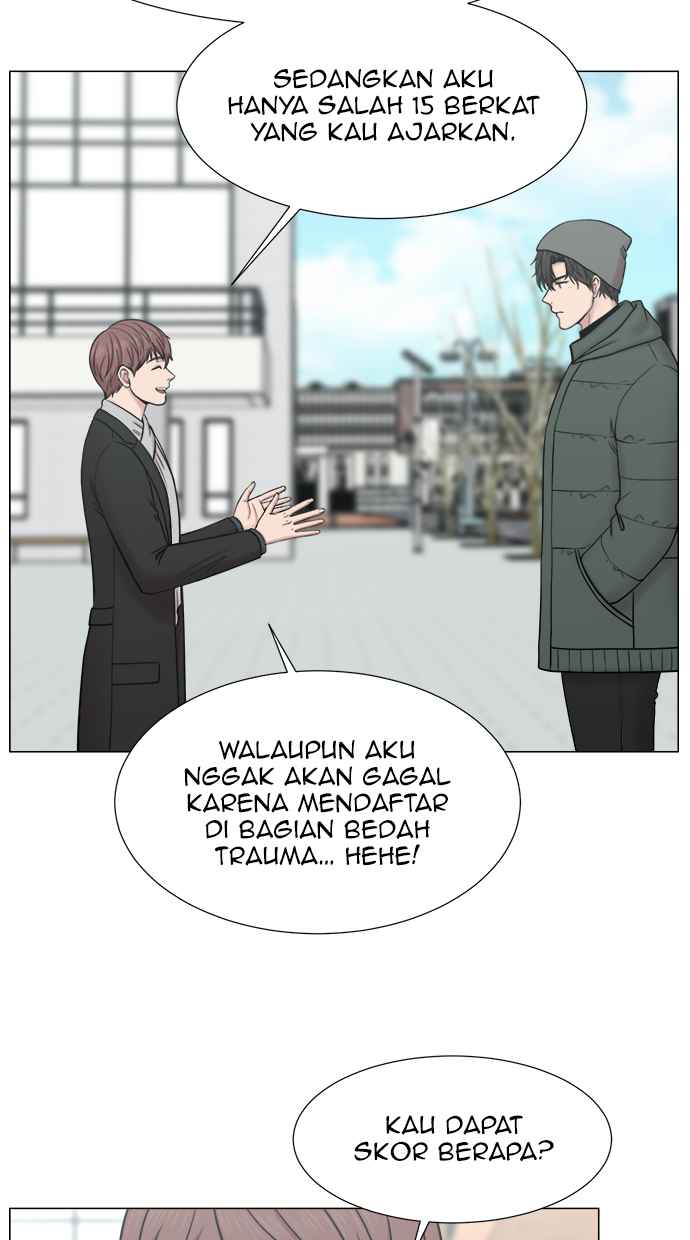 SEDANGKAN AKU
HANYA SALAH 15 BERKAT
YANG KAU AJARKAN.
WALAUPUN AKU
NGGAK AKAN GAGAL
KARENA MENDAFTAR
DI BAGIAN BEDAH
TRAUMA... HEHE!
KAU DAPAT
SKOR BERAPA?